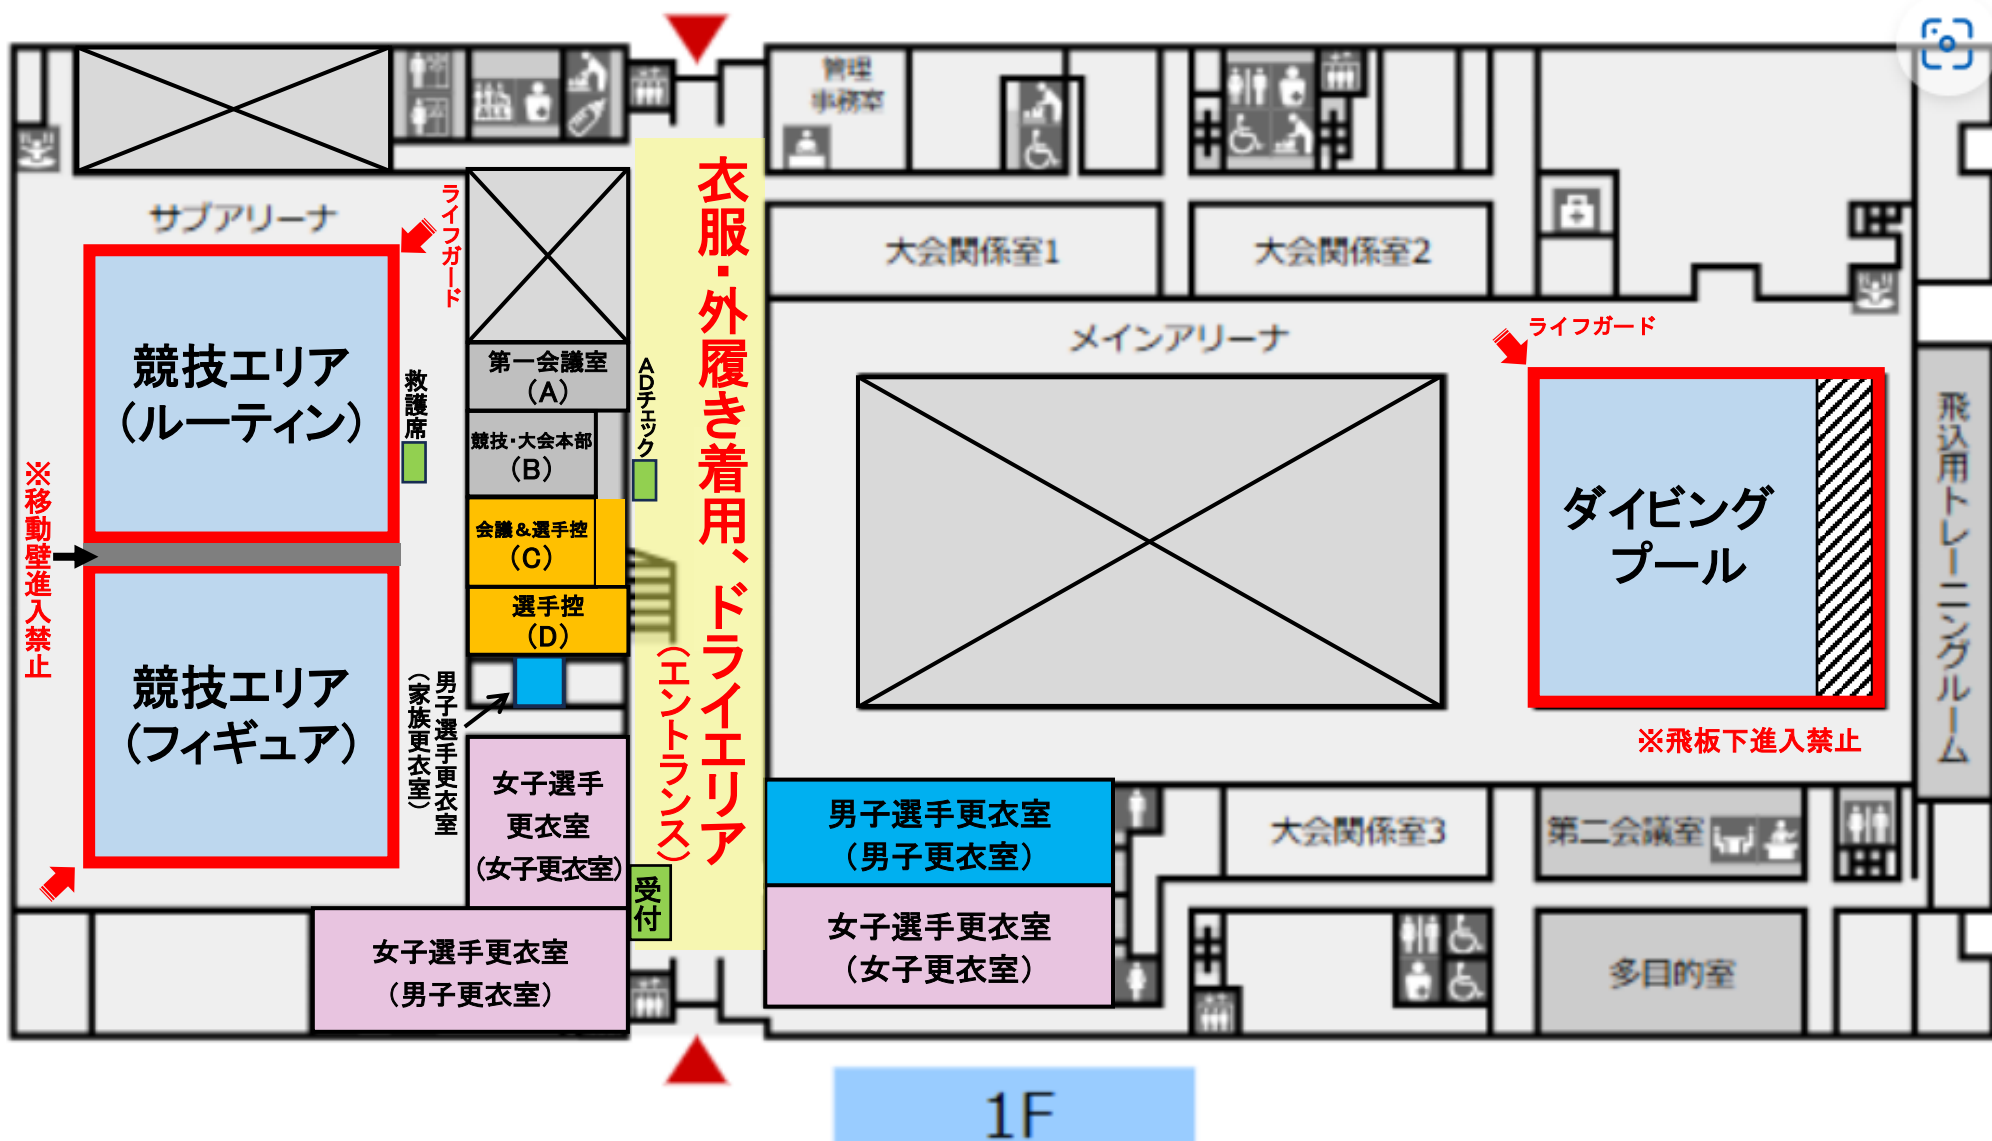 管理
事務室
サブアリーナ
ライフガード
競技エリア
（ルーティン）
救護席
※移動壁進入禁止
競技エリア
（フィギュア）
第一会議室
（A）
競技・大会本部
（B）
会議＆選手控
（C）
選手控
（D）
男子選手更衣室
（家族更衣室）
女子選手
更衣室
（女子更衣室）
女子選手更衣室
（男子更衣室）
ADチェック
受付
衣服・外履き着用、ドライエリア
（エントランス）
大会関係室1
大会関係室2
メインアリーナ
ライフガード
ダイビング
プール
※飛板下進入禁止
飛込用トレーニングルーム
男子選手更衣室
（男子更衣室）
女子選手更衣室
（女子更衣室）
大会関係室3
第二会議室
多目的室
1F